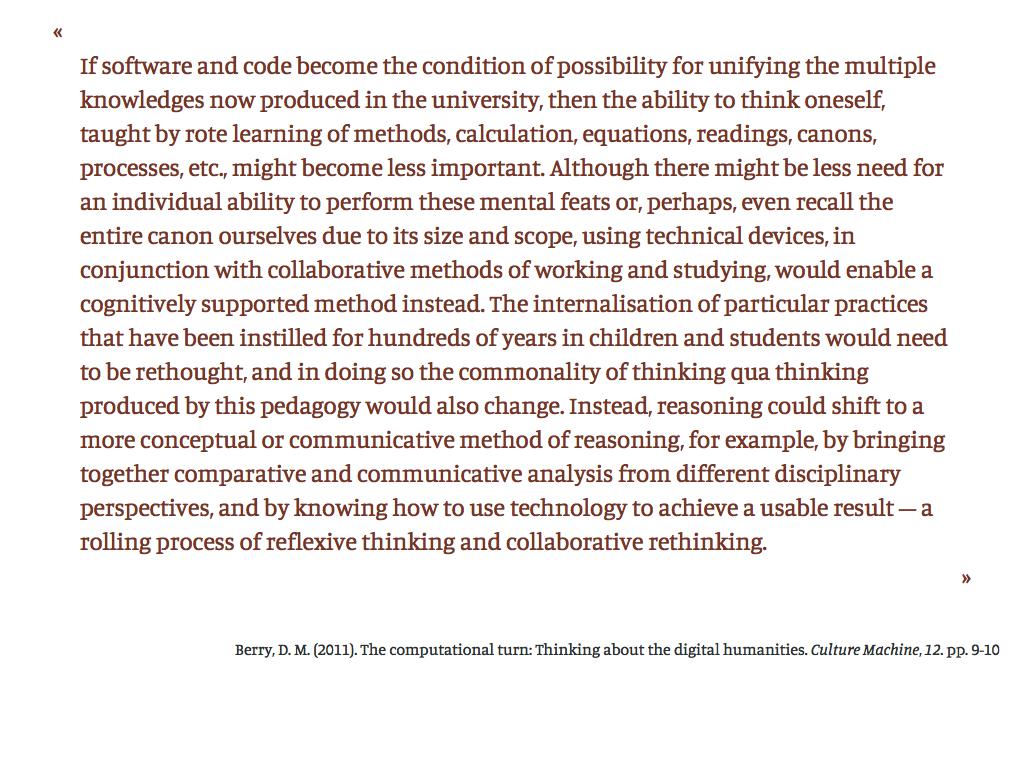 «
If software and code become the condition of possibility for unifying the multiple
knowledges now produced in the university, then the ability to think oneself,
taught by rote learning of methods, calculation, equations, readings, canons,
processes, etc., might become less important. Although there might be less need for
an individual ability to perform these mental feats or, perhaps, even recall the
entire canon ourselves due to its size and scope, using technical devices, in
conjunction with collaborative methods of working and studying, would enable a
cognitively supported method instead. The internalisation of particular practices
that have been instilled for hundreds of years in children and students would need
to be rethought, and in doing so the commonality of thinking qua thinking
produced by this pedagogy would also change. Instead, reasoning could shift to a
more conceptual or communicative method of reasoning, for example, by bringing
together comparative and communicative analysis from different disciplinary
perspectives, and by knowing how to use technology to achieve a usable result — a
rolling process of reflexive thinking and collaborative rethinking.
»
Berry, D. M. (2011). The computational turn: Thinking about the digital humanities. Culture Machine, 12. pp. 9-10